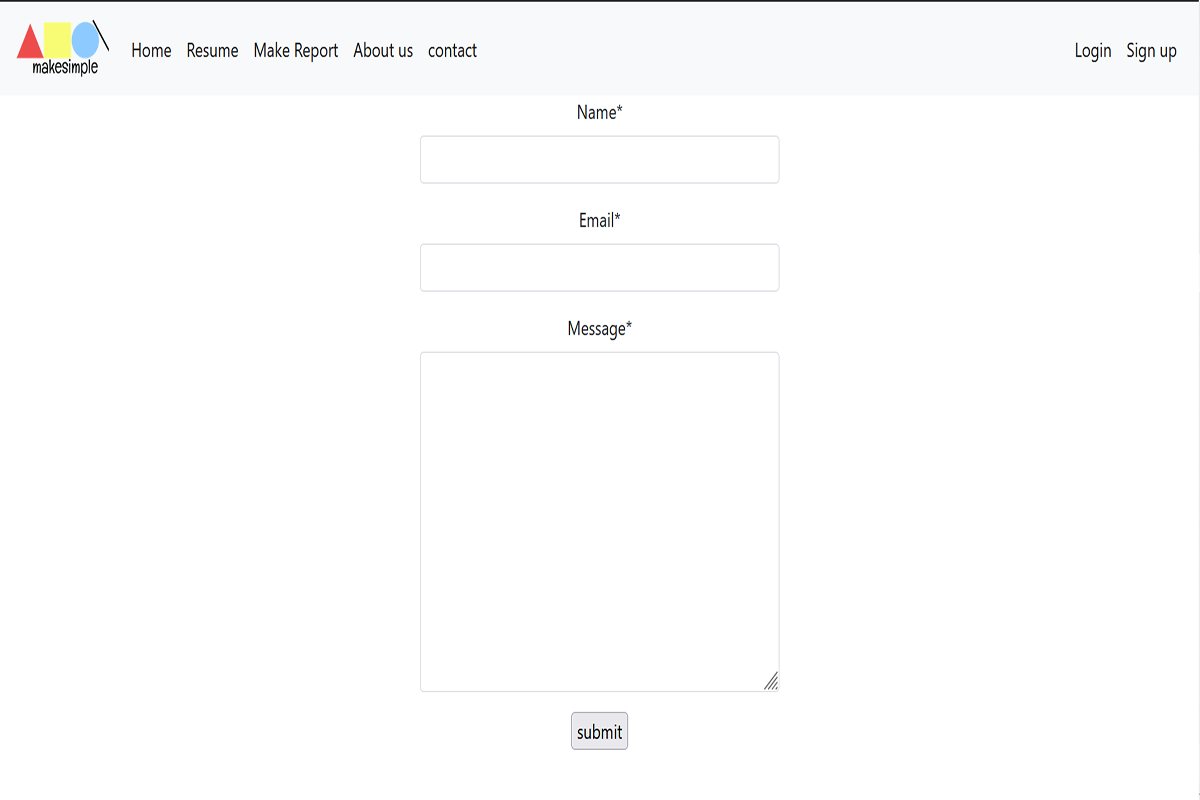 makesimple
Home Resume Make Report About us contact Login Sign up
Name*
Email*
Message*
submit